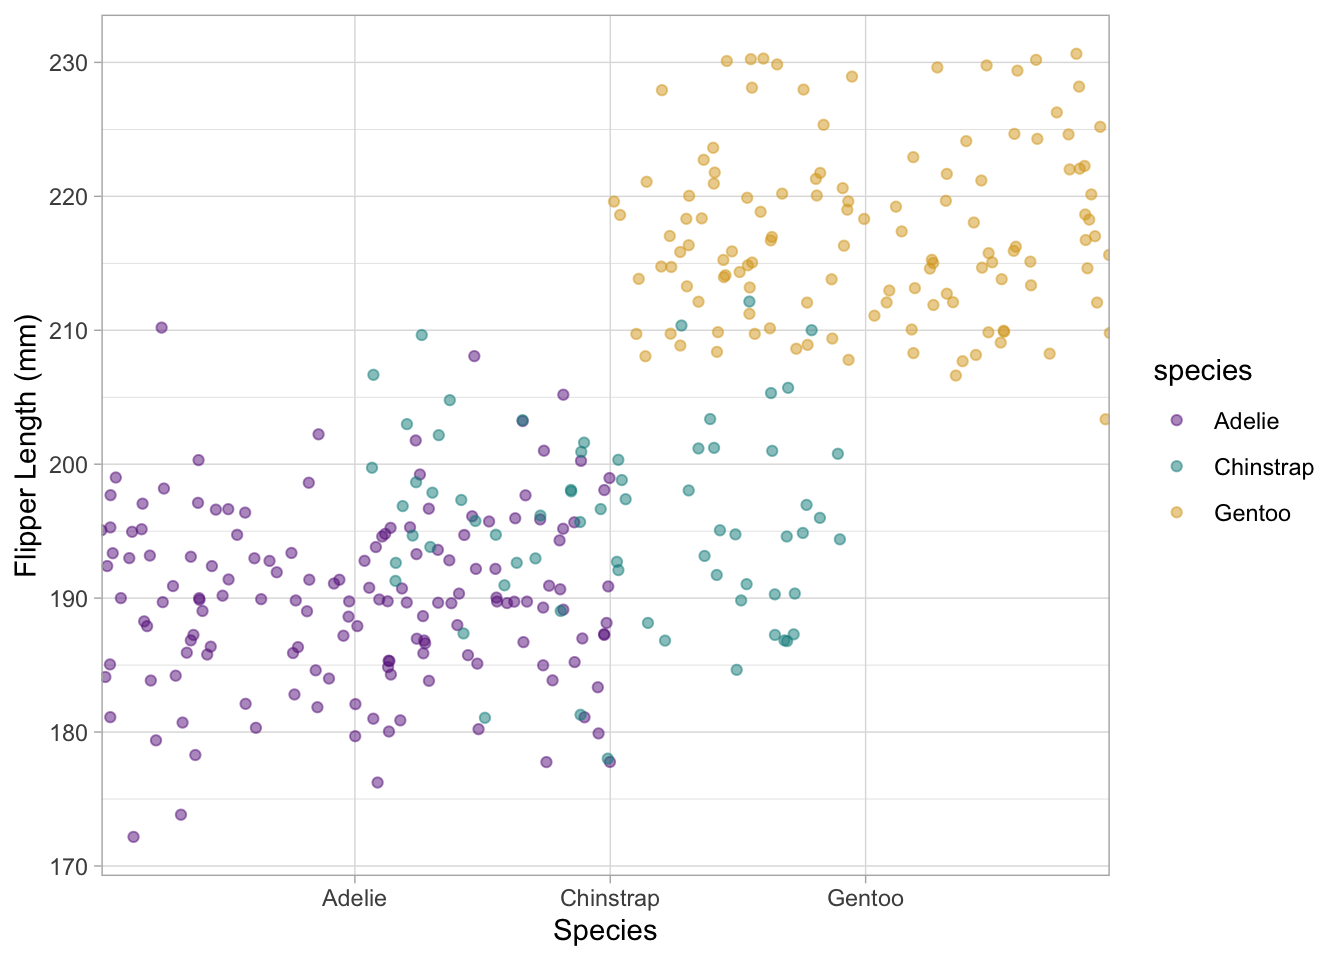 230
220
210
200
190
180
170
Flipper Length (mm)
Adelie
Chinstrap
Gentoo
Species
species
Adelie
Chinstrap
Gentoo